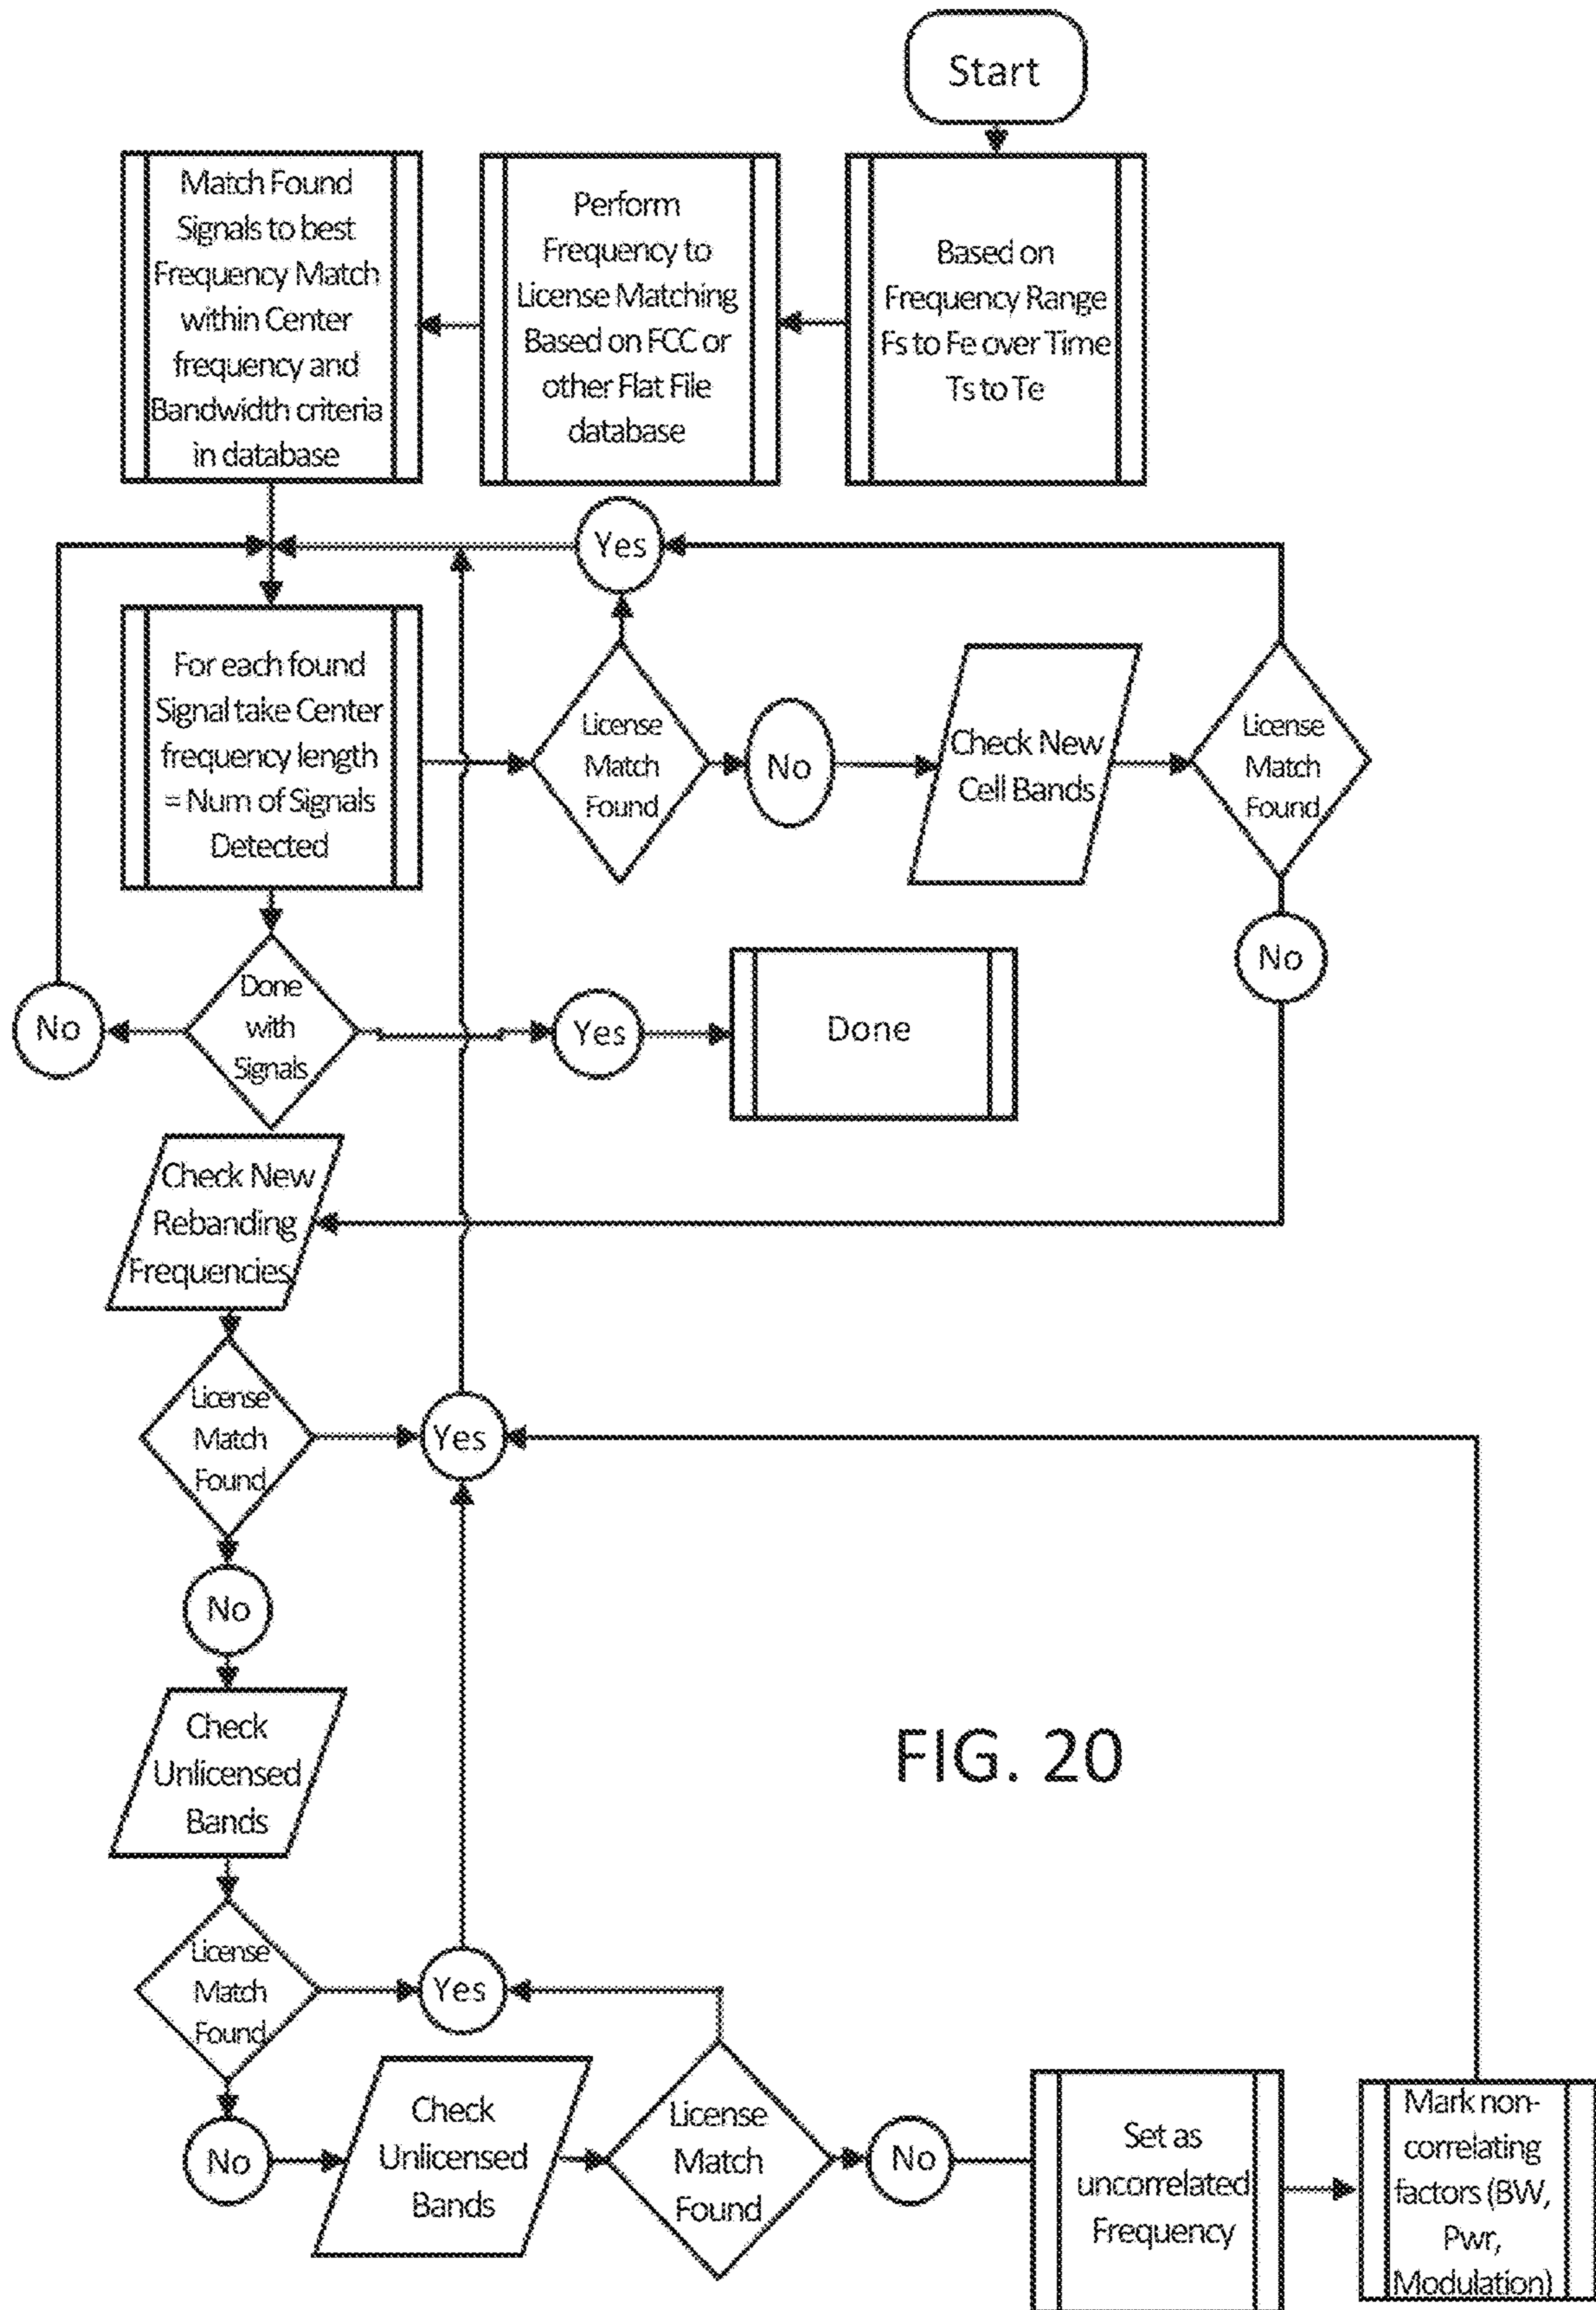 Start
Match Found
Signals to best
Frequency Match
within Center
frequency and
Bandwidth criteria
in database
Perform
Frequency to
License Matching
Based on FCC or
other Flat File
database
Based on
Frequency Range
Fs to Fe over Time
Ts to Te
Yes
For each found
Signal take Center
frequency length
= Num of Signals
Detected
License
Match
Found
No
Check New
Cell Bands
License
Match
Found
No
No
Done
with
Signals
Yes
Done
Check New
Rebanding
Frequencies
License
Match
Found
Yes
No
Check
Unlicensed
Bands
FIG. 20
License
Match
Found
Yes
No
Check
Unlicensed
Bands
License
Match
Found
No
Set as
uncorrelated
Frequency
Mark non-
correlating
factors (BW,
Pwr,
Modulation)